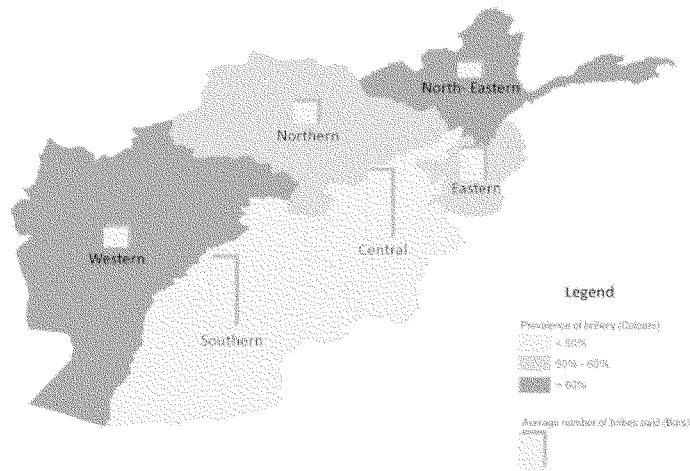 North-Eastern
Northern
Eastern
Western
Central
Southern
Legend
Prevalence of bribery (Colours)
< 50%
50% - 60%
> 60%
Average number of bribes paid (Bars)